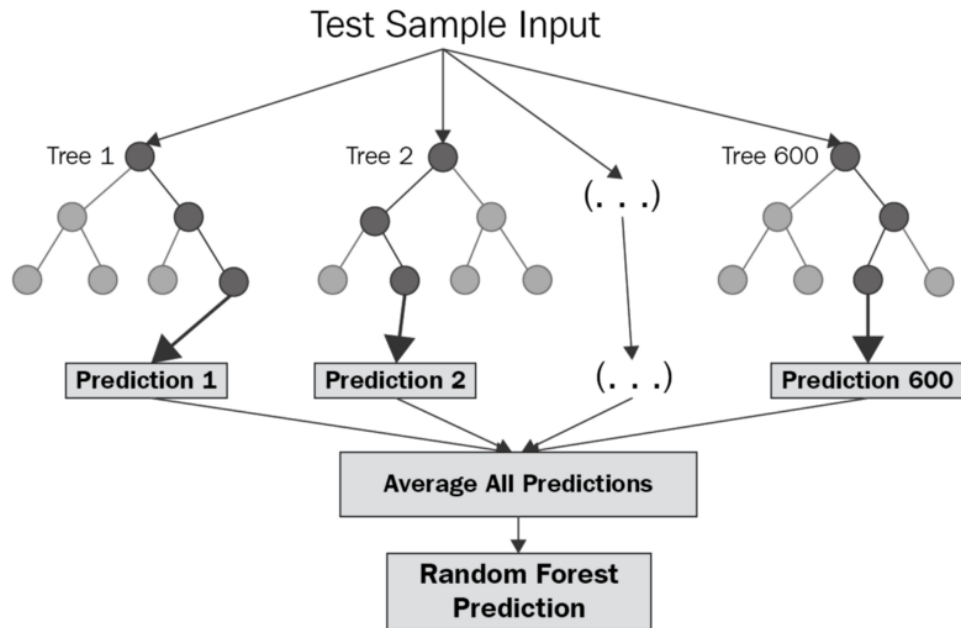 Test Sample Input
Tree 1
Tree 2
Tree 600
(. . .)
Prediction 1
Prediction 2
(. . .)
Prediction 600
Average All Predictions
Random Forest
Prediction